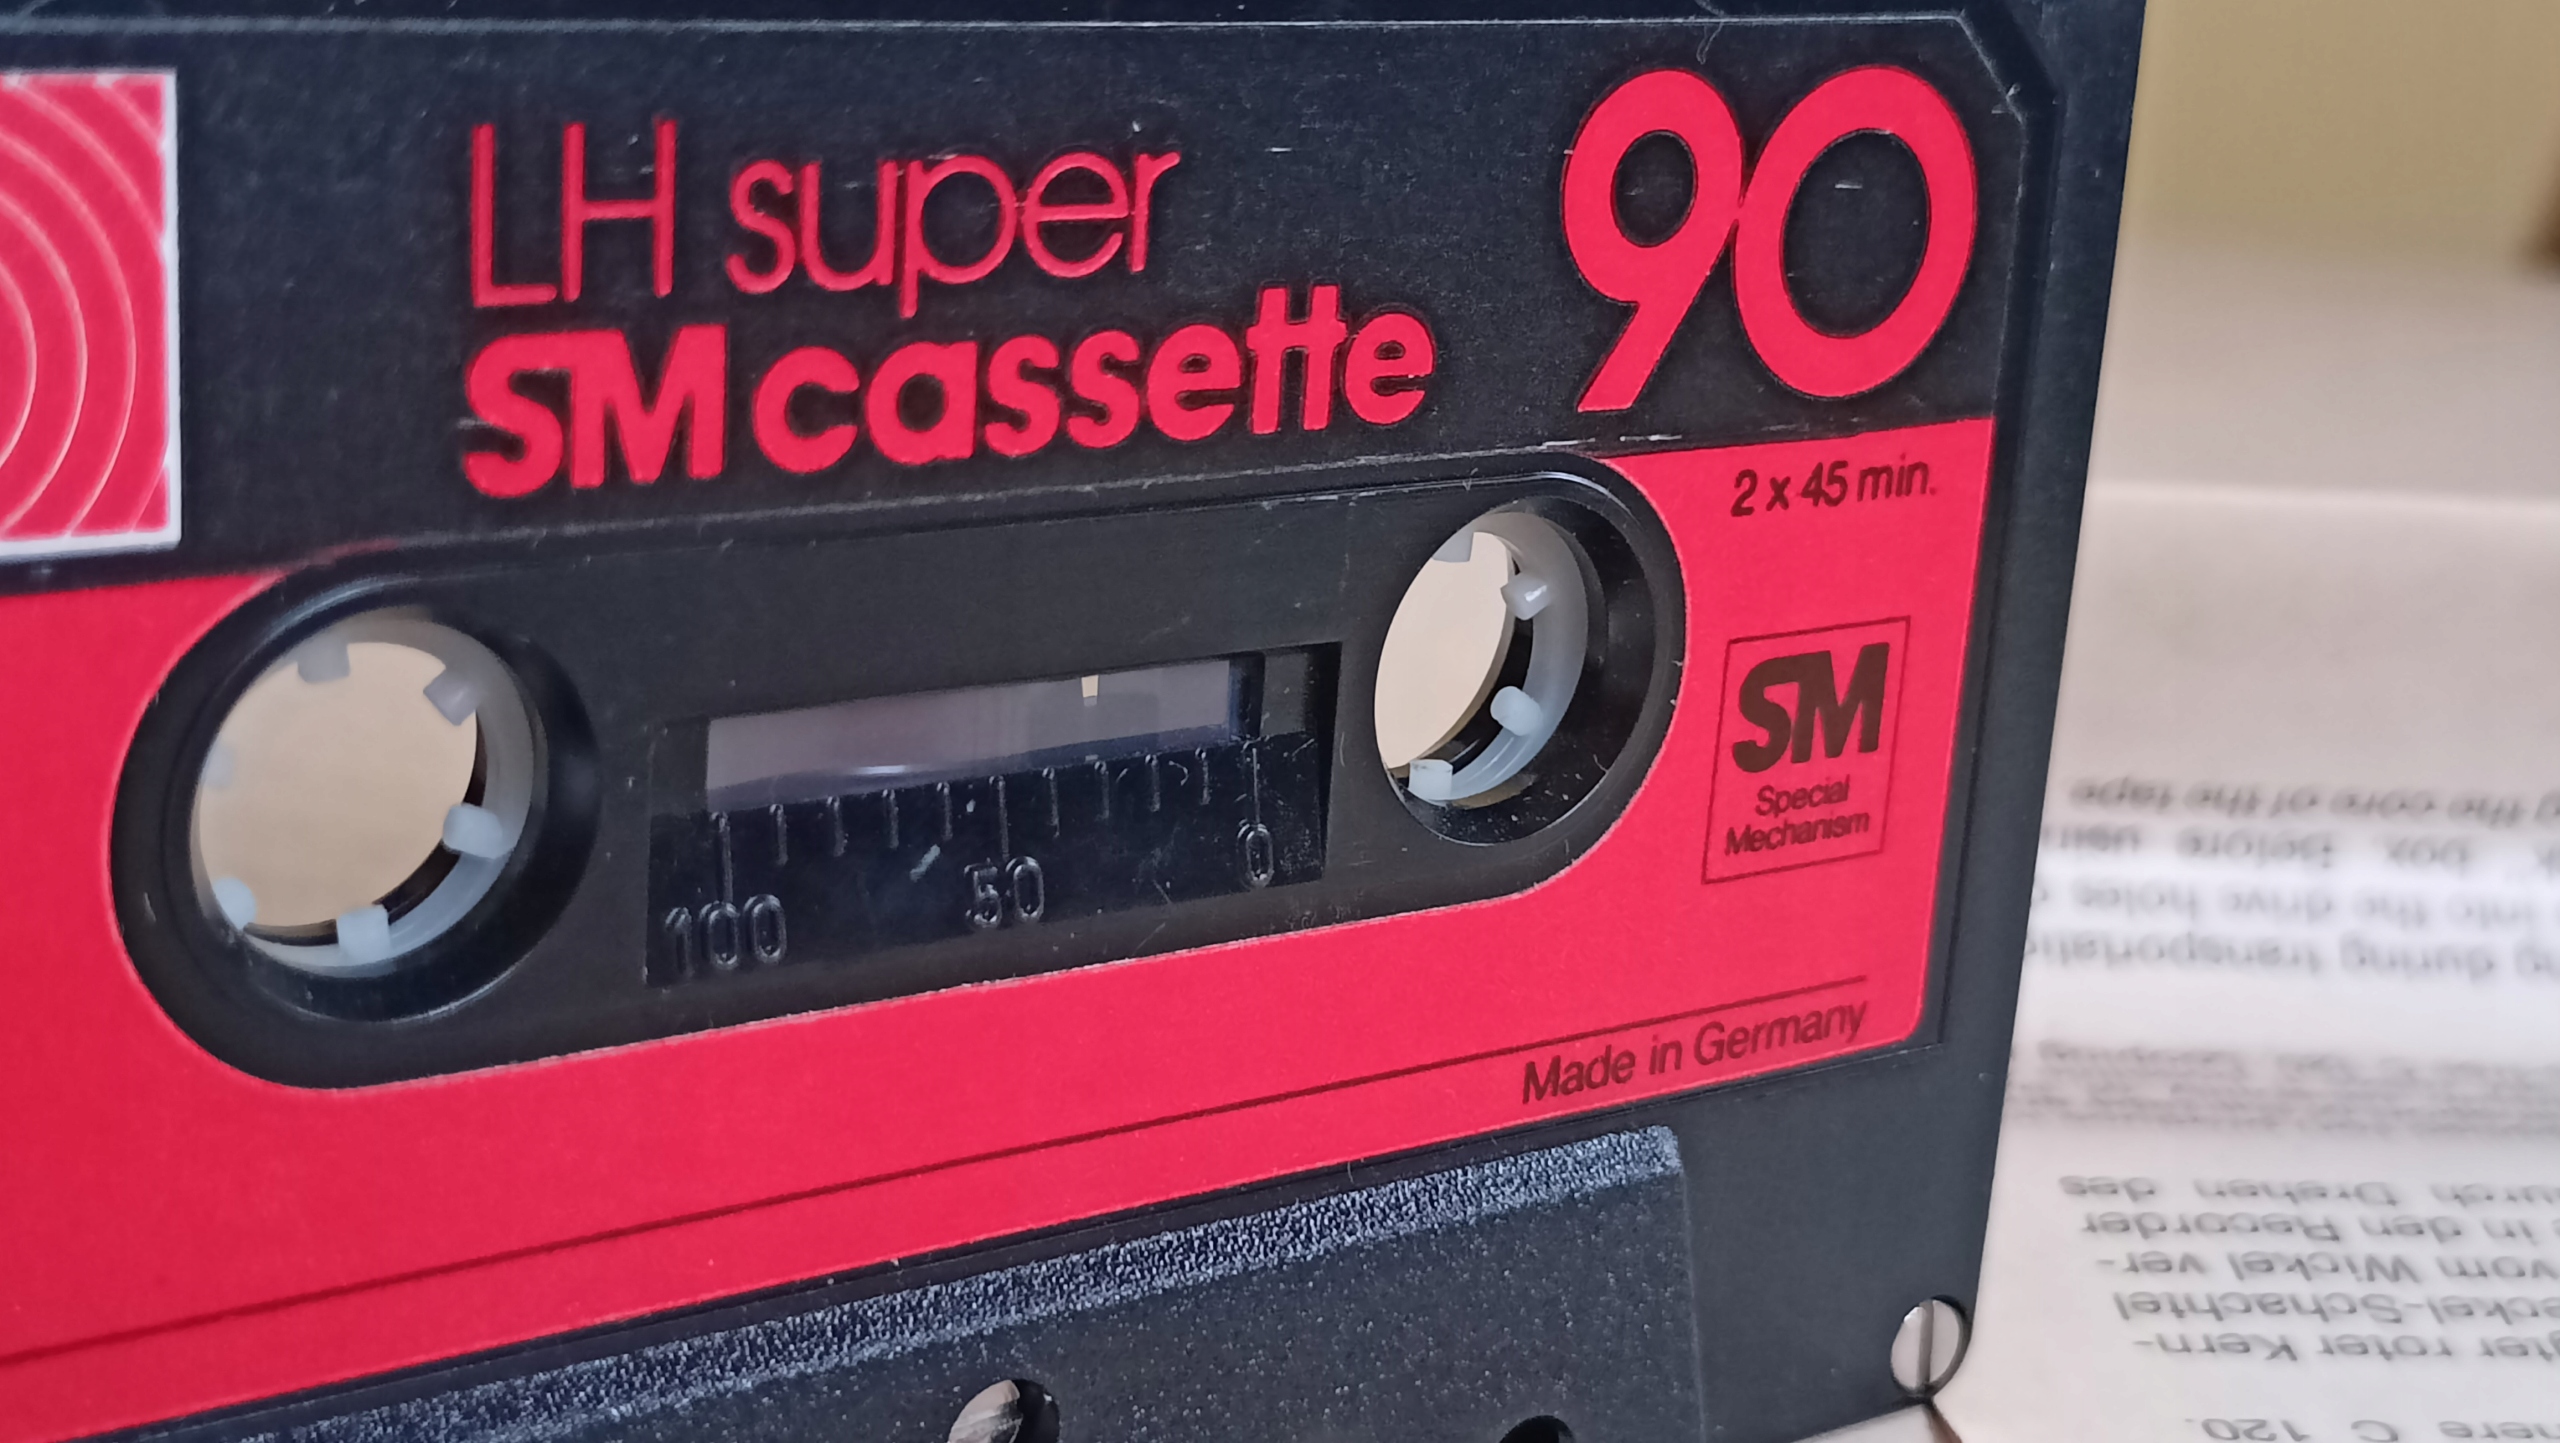 LH super
SM cassette
90
2 x 45 min.
100 50 0
SM
Special
Mechanism
Made in Germany
C 120.
roter Kern-
-Schachtel
vom Wickel ver-
in den Recorder
Drehen des
during
into the drive holes
box. Before
the core of the tape